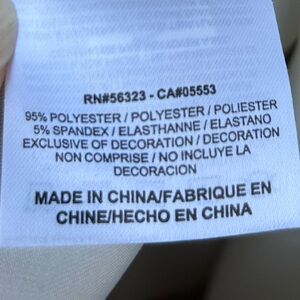 RN#56323 - CA#05553
95% POLYESTER / POLYESTER / POLIESTER
5% SPANDEX / ELASTHANNE / ELASTANO
EXCLUSIVE OF DECORATION / DECORATION
NON COMPRISE / NO INCLUYE LA
DECORACION
MADE IN CHINA/FABRIQUE EN
CHINE/HECHO EN CHINA